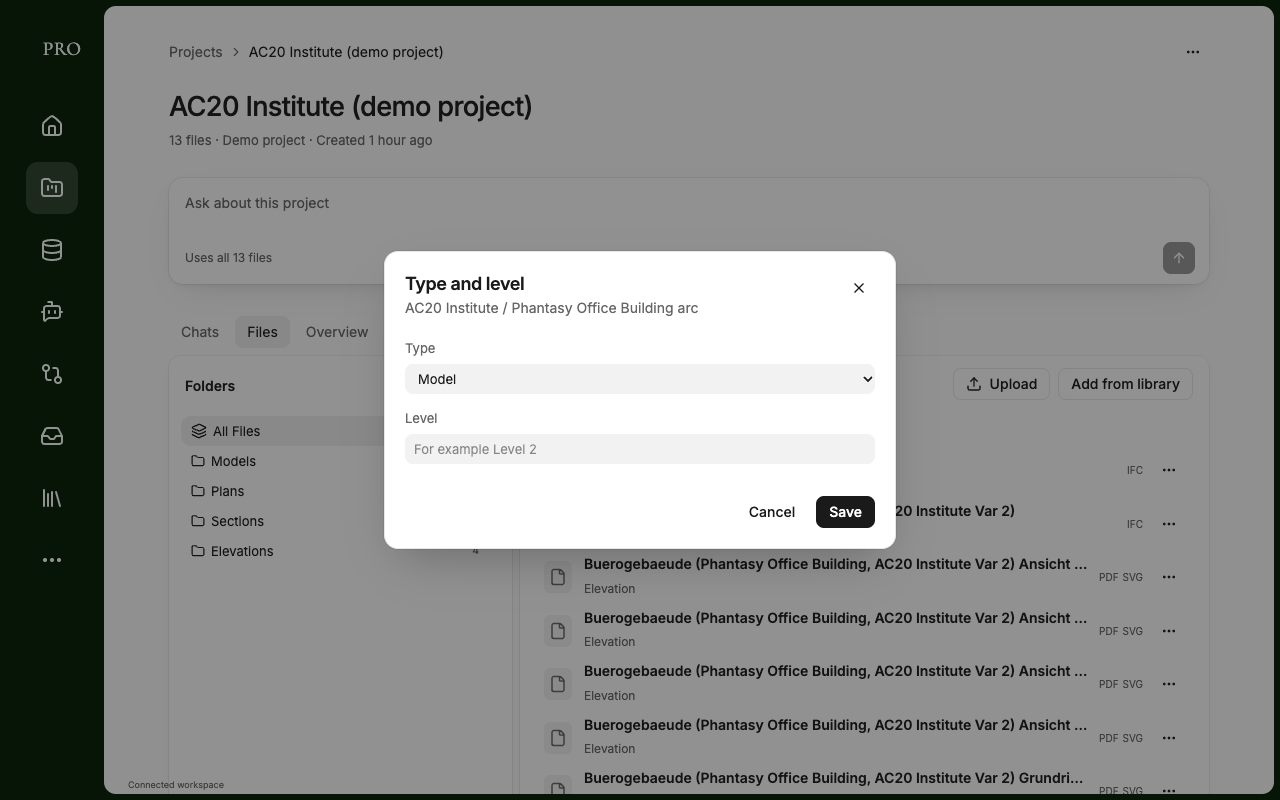 PRO
Projects
AC20 Institute (demo project)
AC20 Institute (demo project)
13 files · Demo project · Created 1 hour ago
Ask about this project
Uses all 13 files
Chats
Files
Overview
Type and level
AC20 Institute / Phantasy Office Building arc
Type
Model
Level
For example Level 2
Cancel
Save
Folders
All Files
Models
Plans
Sections
Elevations
4
Upload
Add from library
IFC
20 Institute Var 2)
IFC
Buerogebaeude (Phantasy Office Building, AC20 Institute Var 2) Ansicht ...
Elevation
PDF SVG
Buerogebaeude (Phantasy Office Building, AC20 Institute Var 2) Ansicht ...
Elevation
PDF SVG
Buerogebaeude (Phantasy Office Building, AC20 Institute Var 2) Ansicht ...
Elevation
PDF SVG
Buerogebaeude (Phantasy Office Building, AC20 Institute Var 2) Ansicht ...
Elevation
PDF SVG
Buerogebaeude (Phantasy Office Building, AC20 Institute Var 2) Grundri...
PDF SVG
Connected workspace